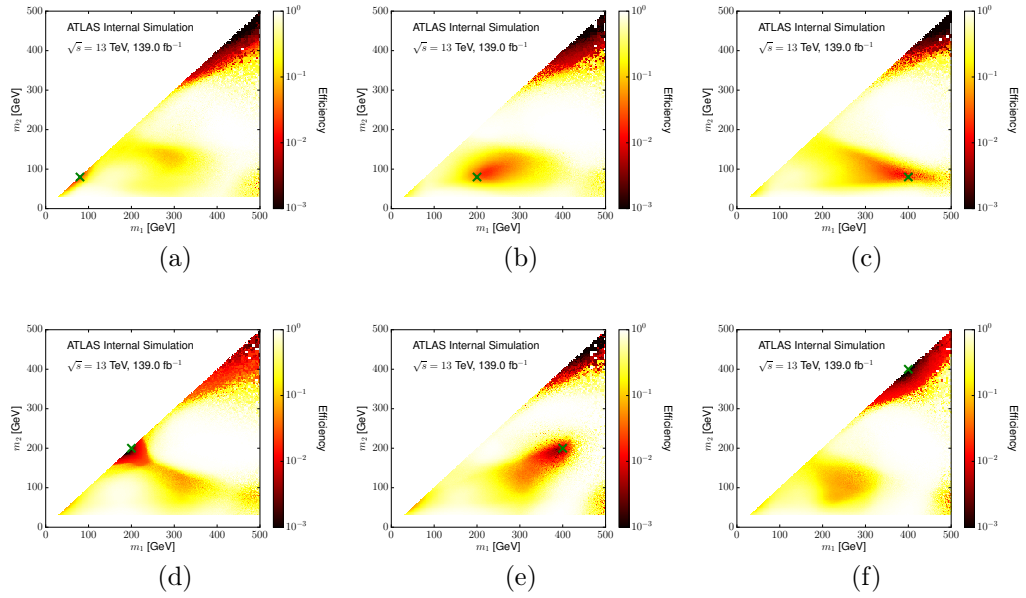 ATLAS Internal Simulation
√s = 13 TeV, 139.0 fb⁻¹
m₂ [GeV]
500
400
300
200
100
0
0 100 200 300 400 500
m₁ [GeV]
10⁰
10⁻¹
10⁻²
10⁻³
Efficiency
(a)
ATLAS Internal Simulation
√s = 13 TeV, 139.0 fb⁻¹
m₂ [GeV]
500
400
300
200
100
0
0 100 200 300 400 500
m₁ [GeV]
10⁰
10⁻¹
10⁻²
10⁻³
Efficiency
(b)
ATLAS Internal Simulation
√s = 13 TeV, 139.0 fb⁻¹
m₂ [GeV]
500
400
300
200
100
0
0 100 200 300 400 500
m₁ [GeV]
10⁰
10⁻¹
10⁻²
10⁻³
Efficiency
(c)
ATLAS Internal Simulation
√s = 13 TeV, 139.0 fb⁻¹
m₂ [GeV]
500
400
300
200
100
0
0 100 200 300 400 500
m₁ [GeV]
10⁰
10⁻¹
10⁻²
10⁻³
Efficiency
(d)
ATLAS Internal Simulation
√s = 13 TeV, 139.0 fb⁻¹
m₂ [GeV]
500
400
300
200
100
0
0 100 200 300 400 500
m₁ [GeV]
10⁰
10⁻¹
10⁻²
10⁻³
Efficiency
(e)
ATLAS Internal Simulation
√s = 13 TeV, 139.0 fb⁻¹
m₂ [GeV]
500
400
300
200
100
0
0 100 200 300 400 500
m₁ [GeV]
10⁰
10⁻¹
10⁻²
10⁻³
Efficiency
(f)